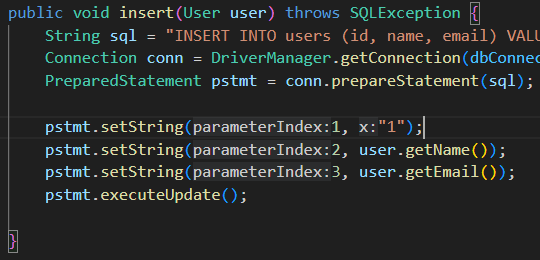 public void insert(User user) throws SQLException {
String sql = "INSERT INTO users (id, name, email) VALU
Connection conn = DriverManager.getConnection(dbConnec
PreparedStatement pstmt = conn.prepareStatement(sql);
pstmt.setString(parameterIndex:1, x:"1");
pstmt.setString(parameterIndex:2, user.getName());
pstmt.setString(parameterIndex:3, user.getEmail());
pstmt.executeUpdate();
}